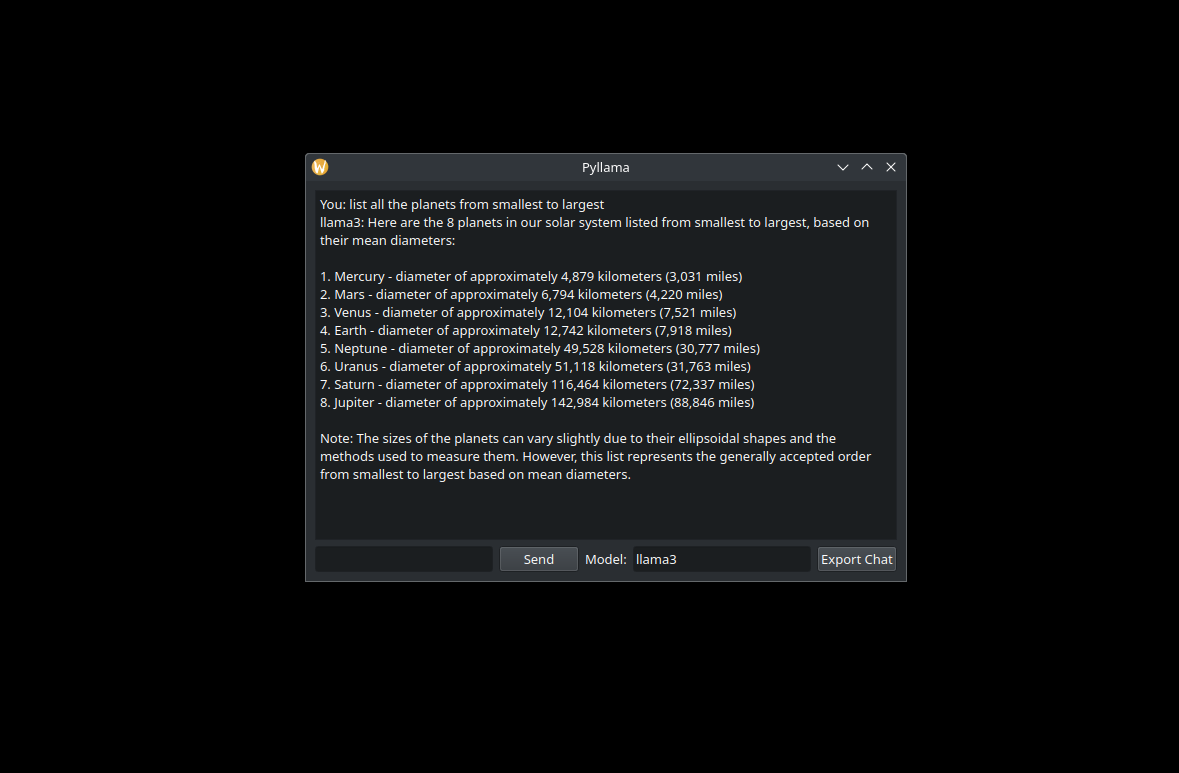 W
Pyllama
You: list all the planets from smallest to largest
llama3: Here are the 8 planets in our solar system listed from smallest to largest, based on
their mean diameters:
1. Mercury - diameter of approximately 4,879 kilometers (3,031 miles)
2. Mars - diameter of approximately 6,794 kilometers (4,220 miles)
3. Venus - diameter of approximately 12,104 kilometers (7,521 miles)
4. Earth - diameter of approximately 12,742 kilometers (7,918 miles)
5. Neptune - diameter of approximately 49,528 kilometers (30,777 miles)
6. Uranus - diameter of approximately 51,118 kilometers (31,763 miles)
7. Saturn - diameter of approximately 116,464 kilometers (72,337 miles)
8. Jupiter - diameter of approximately 142,984 kilometers (88,846 miles)
Note: The sizes of the planets can vary slightly due to their ellipsoidal shapes and the
methods used to measure them. However, this list represents the generally accepted order
from smallest to largest based on mean diameters.
Send Model: llama3 Export Chat